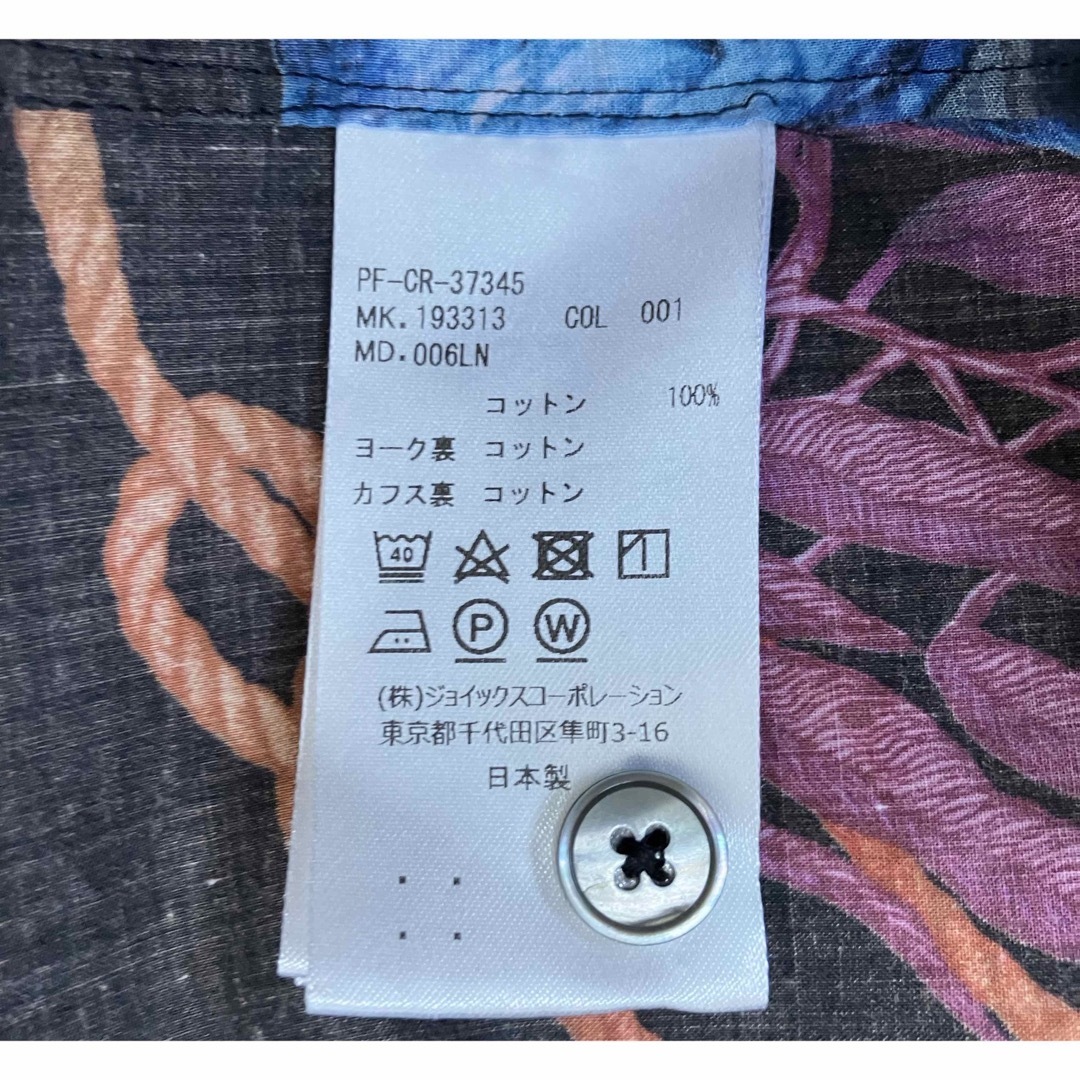 PF-CR-37345
MK.193313 COL 001
MD.006LN
コットン 100%
ヨーク裏 コットン
カフス裏 コットン
40
P W
(株)ジョイックスコーポレーション
東京都千代田区隼町3-16
日本製